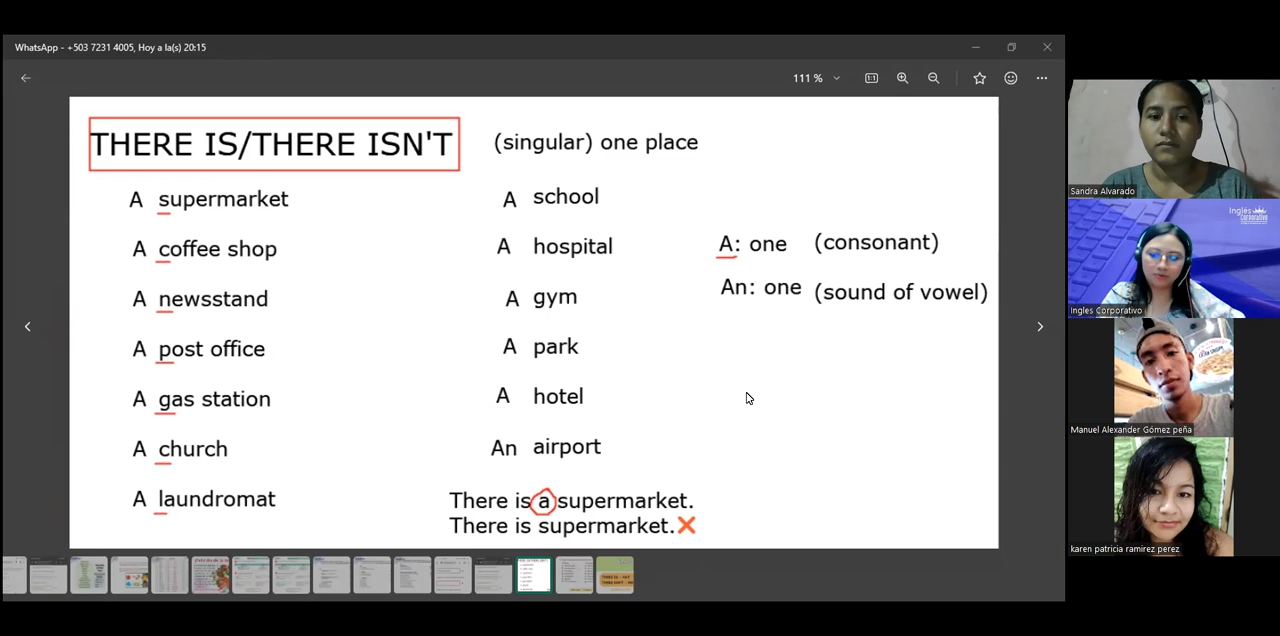 WhatsApp - +503 7231 4005, Hoy a la(s) 20:15
111 %
THERE IS/THERE ISN'T
(singular) one place
A supermarket
A coffee shop
A newsstand
A post office
A gas station
A church
A laundromat
A school
A hospital
A gym
A park
A hotel
An airport
A: one (consonant)
An: one (sound of vowel)
There is a supermarket.
There is supermarket.
Sandra Alvarado
Inglés Corporativo
Ingles Corporativo
Manuel Alexander Gómez peña
karen patricia ramirez perez